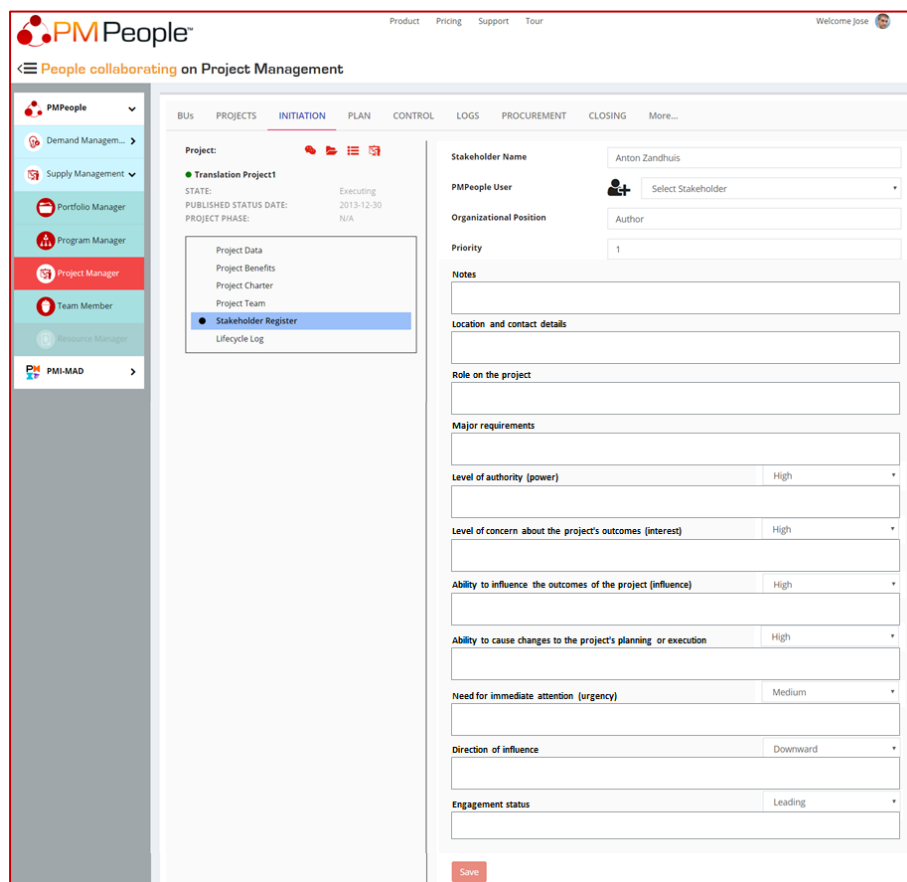 PMPeople™
Product Pricing Support Tour
Welcome Jose
People collaborating on Project Management
PMPeople
Demand Managem...
Supply Management
Portfolio Manager
Program Manager
Project Manager
Team Member
Resource Manager
PMI-MAD
BUs PROJECTS INITIATION PLAN CONTROL LOGS PROCUREMENT CLOSING More...
Project:
Translation Project1
STATE: Executing
PUBLISHED STATUS DATE: 2013-12-30
PROJECT PHASE: N/A
Project Data
Project Benefits
Project Charter
Project Team
Stakeholder Register
Lifecycle Log
Stakeholder Name Anton Zandhuis
PMPeople User Select Stakeholder
Organizational Position Author
Priority 1
Notes
Location and contact details
Role on the project
Major requirements
Level of authority (power) High
Level of concern about the project's outcomes (interest) High
Ability to influence the outcomes of the project (influence) High
Ability to cause changes to the project's planning or execution High
Need for immediate attention (urgency) Medium
Direction of influence Downward
Engagement status Leading
Save